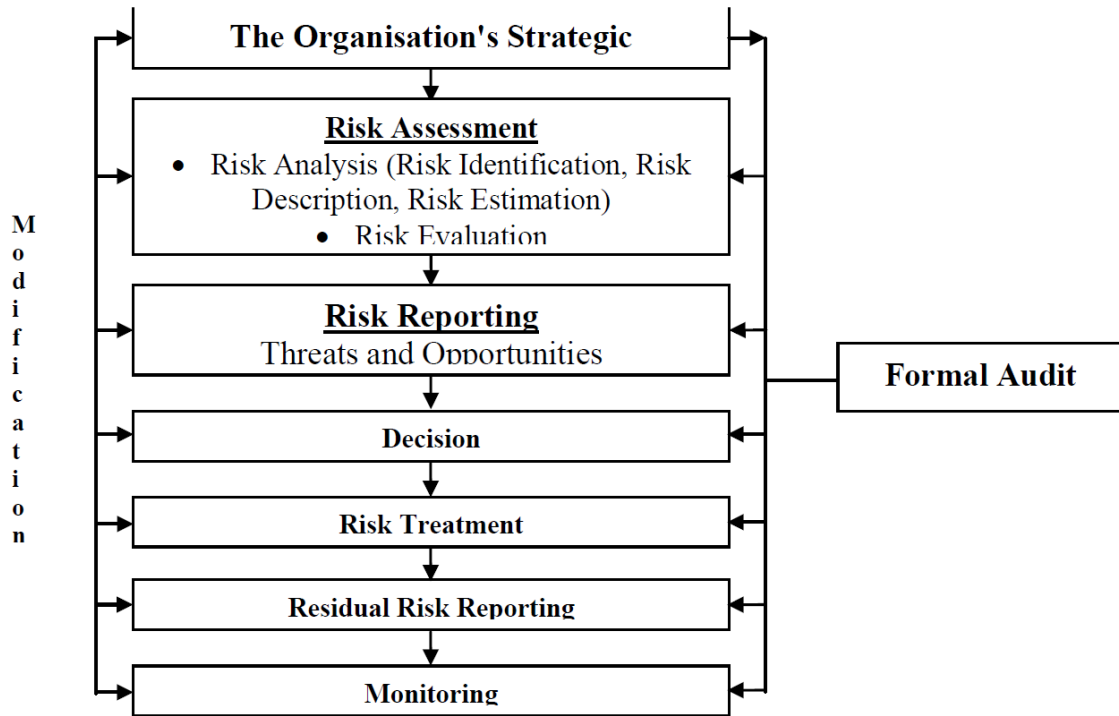 The Organisation's Strategic
Risk Assessment
• Risk Analysis (Risk Identification, Risk
Description, Risk Estimation)
• Risk Evaluation
Risk Reporting
Threats and Opportunities
Decision
Risk Treatment
Residual Risk Reporting
Monitoring
Modification
Formal Audit